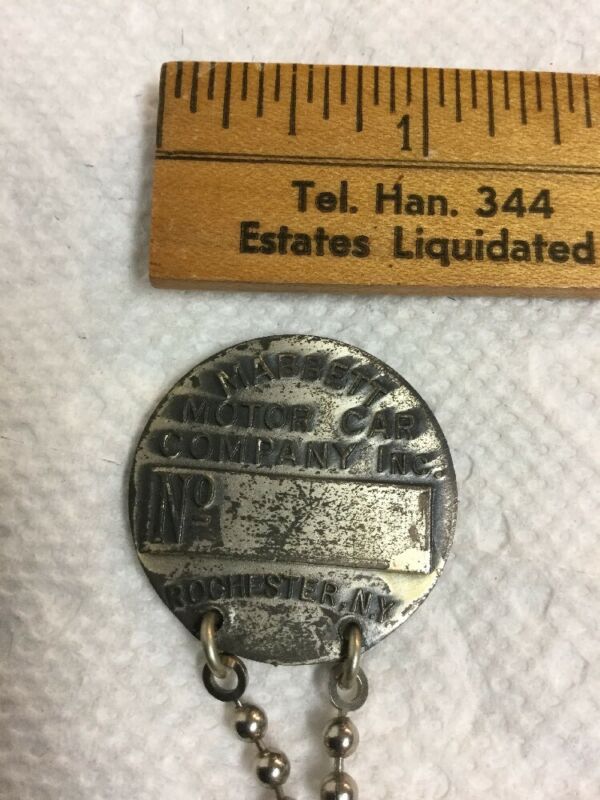 1
Tel. Han. 344
Estates Liquidated
MABBETT
MOTOR CAR
COMPANY INC.
No
ROCHESTER, N.Y.